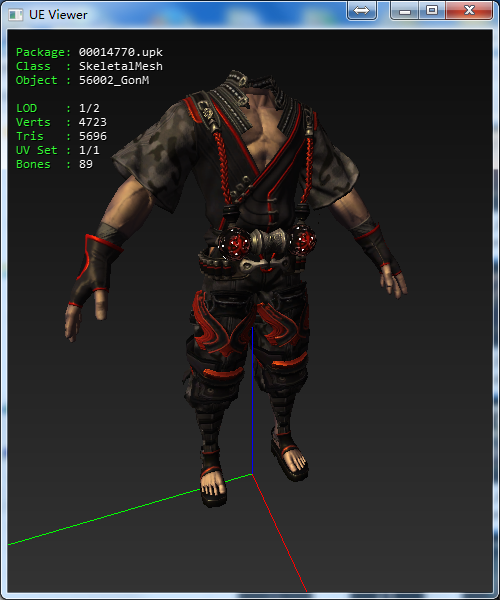 UE Viewer
Package: 00014770.upk
Class : SkeletalMesh
Object : 56002_GonM
LOD : 1/2
Verts : 4723
Tris : 5696
UV Set : 1/1
Bones : 89